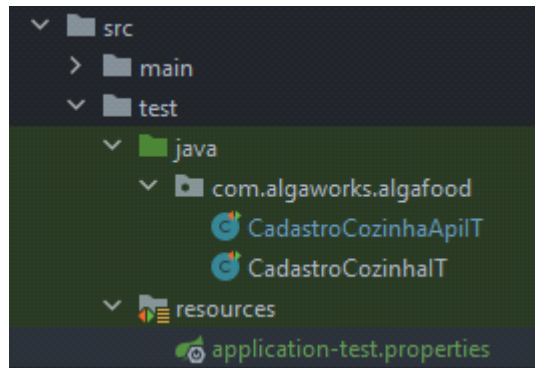 src
main
test
java
com.algaworks.algafood
CadastroCozinhaApiIT
CadastroCozinhaIT
resources
application-test.properties